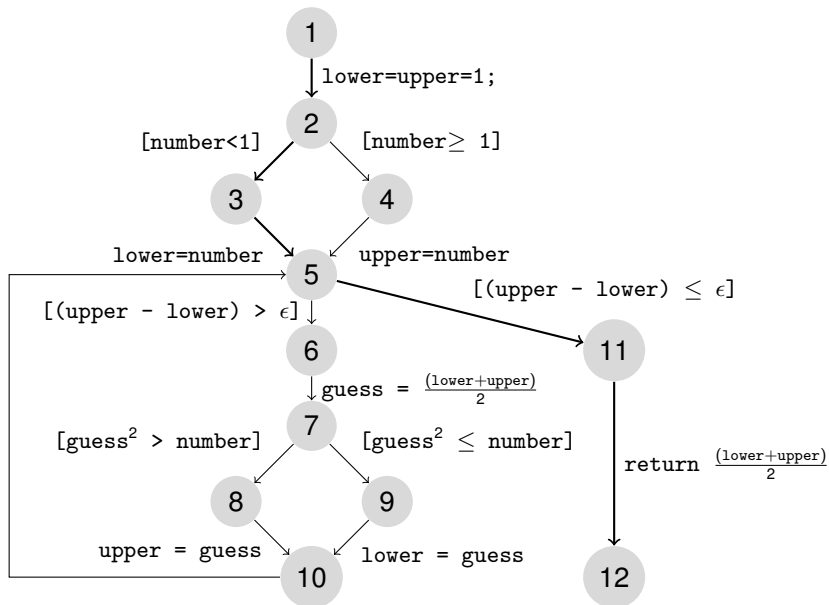 1
lower=upper=1;
2
[number<1] [number≥ 1]
3 4
lower=number upper=number
5
[(upper - lower) > ϵ] [(upper - lower) ≤ ϵ]
6 11
guess = (lower+upper)/2
7
[guess² > number] [guess² ≤ number]
8 9
return (lower+upper)/2
upper = guess lower = guess
10 12